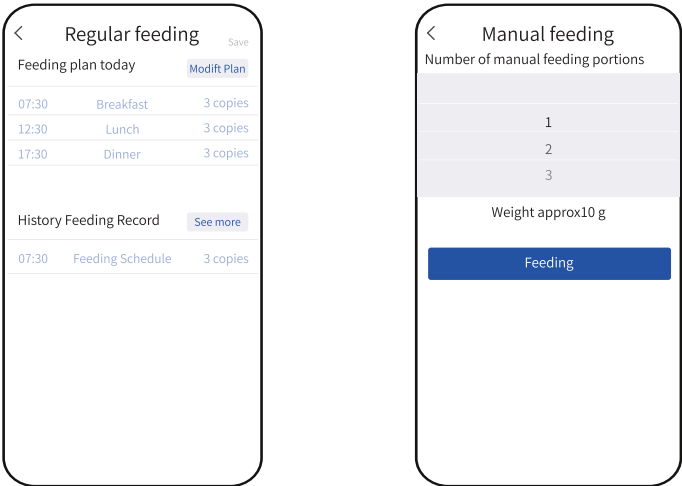 Regular feeding
Save
Feeding plan today
Modift Plan
07:30 Breakfast 3 copies
12:30 Lunch 3 copies
17:30 Dinner 3 copies
History Feeding Record
See more
07:30 Feeding Schedule 3 copies
Manual feeding
Number of manual feeding portions
1
2
3
Weight approx10 g
Feeding